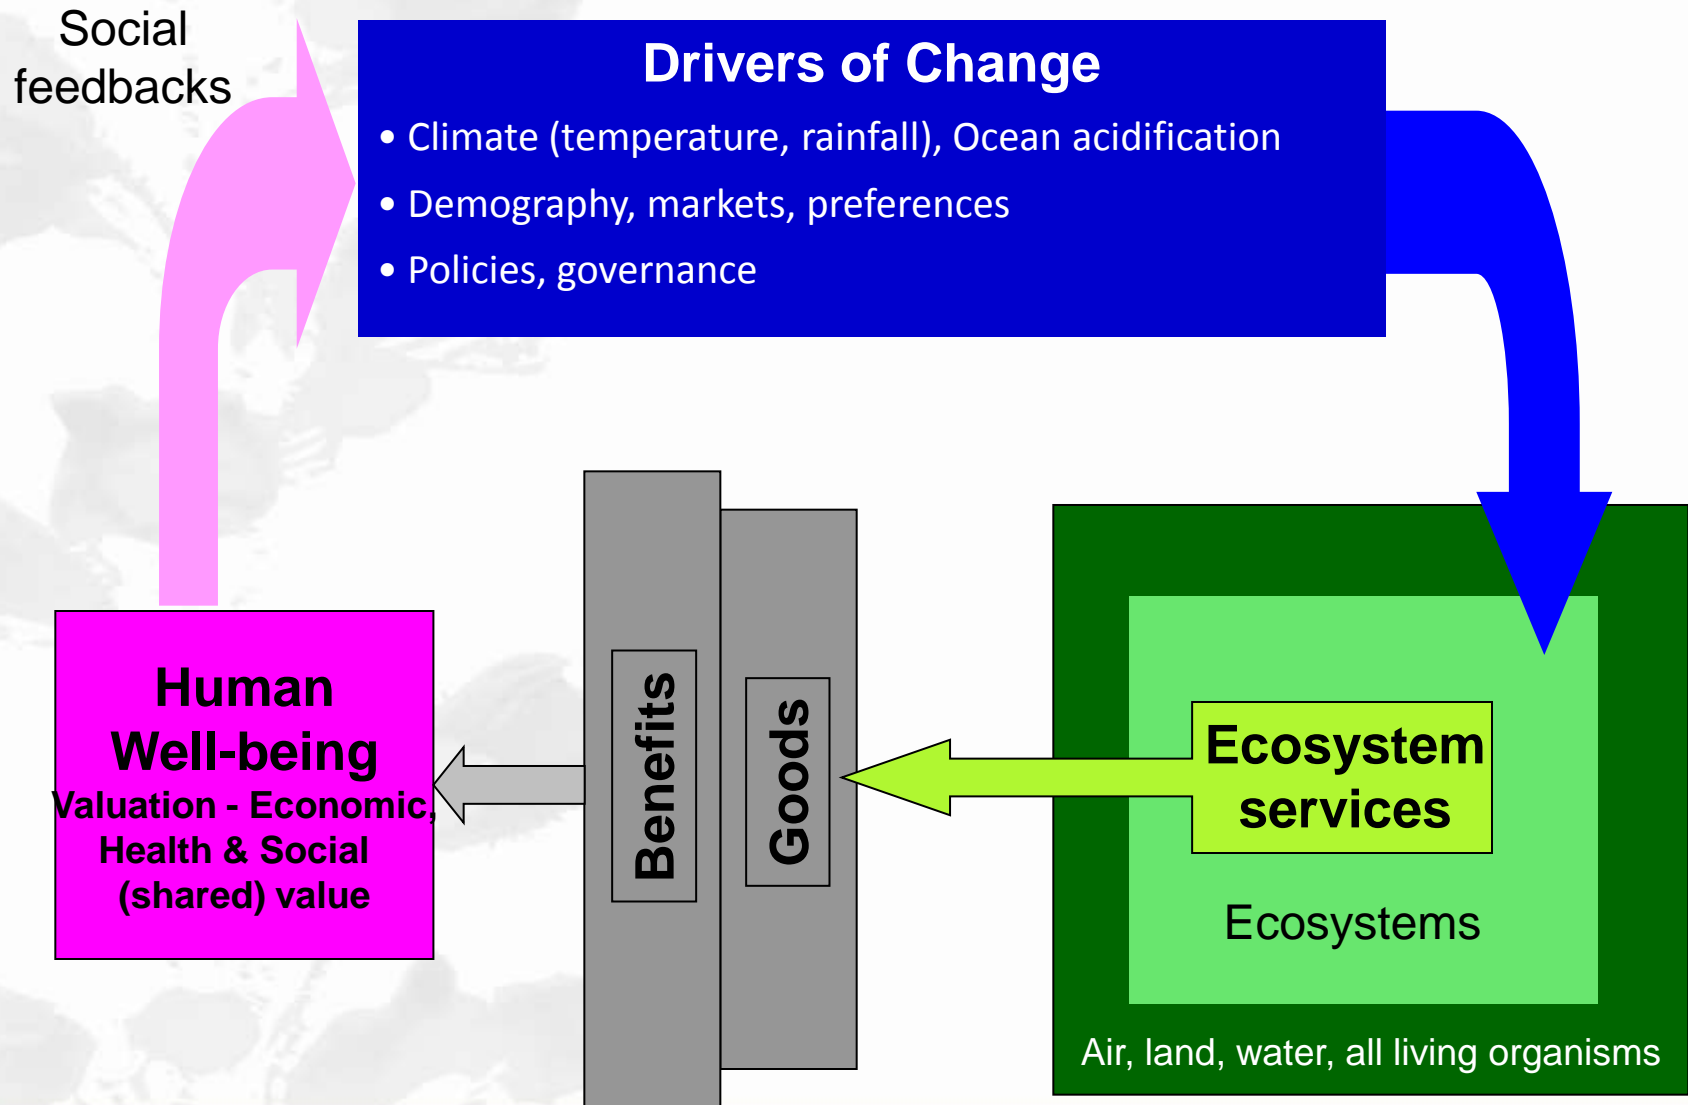 Social
feedbacks
Drivers of Change
• Climate (temperature, rainfall), Ocean acidification
• Demography, markets, preferences
• Policies, governance
Human
Well-being
Valuation - Economic,
Health & Social
(shared) value
Benefits
Goods
Ecosystem
services
Ecosystems
Air, land, water, all living organisms